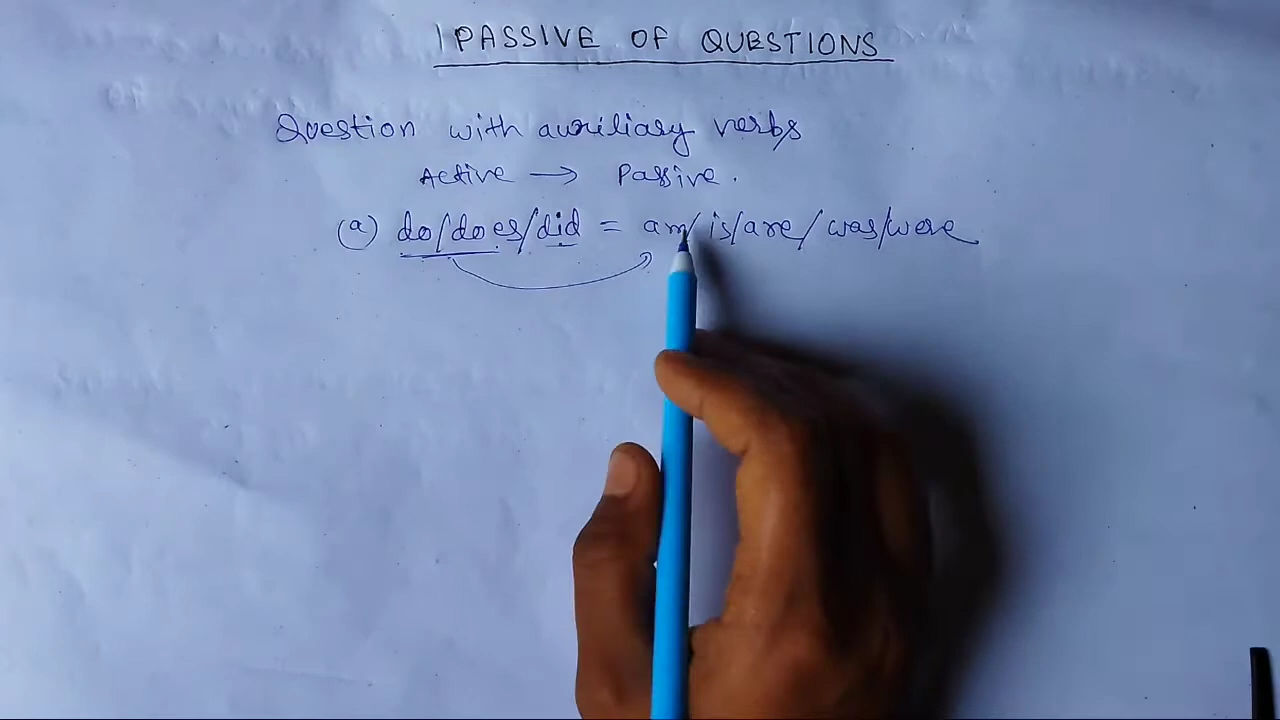 PASSIVE OF QUESTIONS
Question with auxiliary verbs
Active → Passive.
(a) do/does/did = am/is/are/was/were